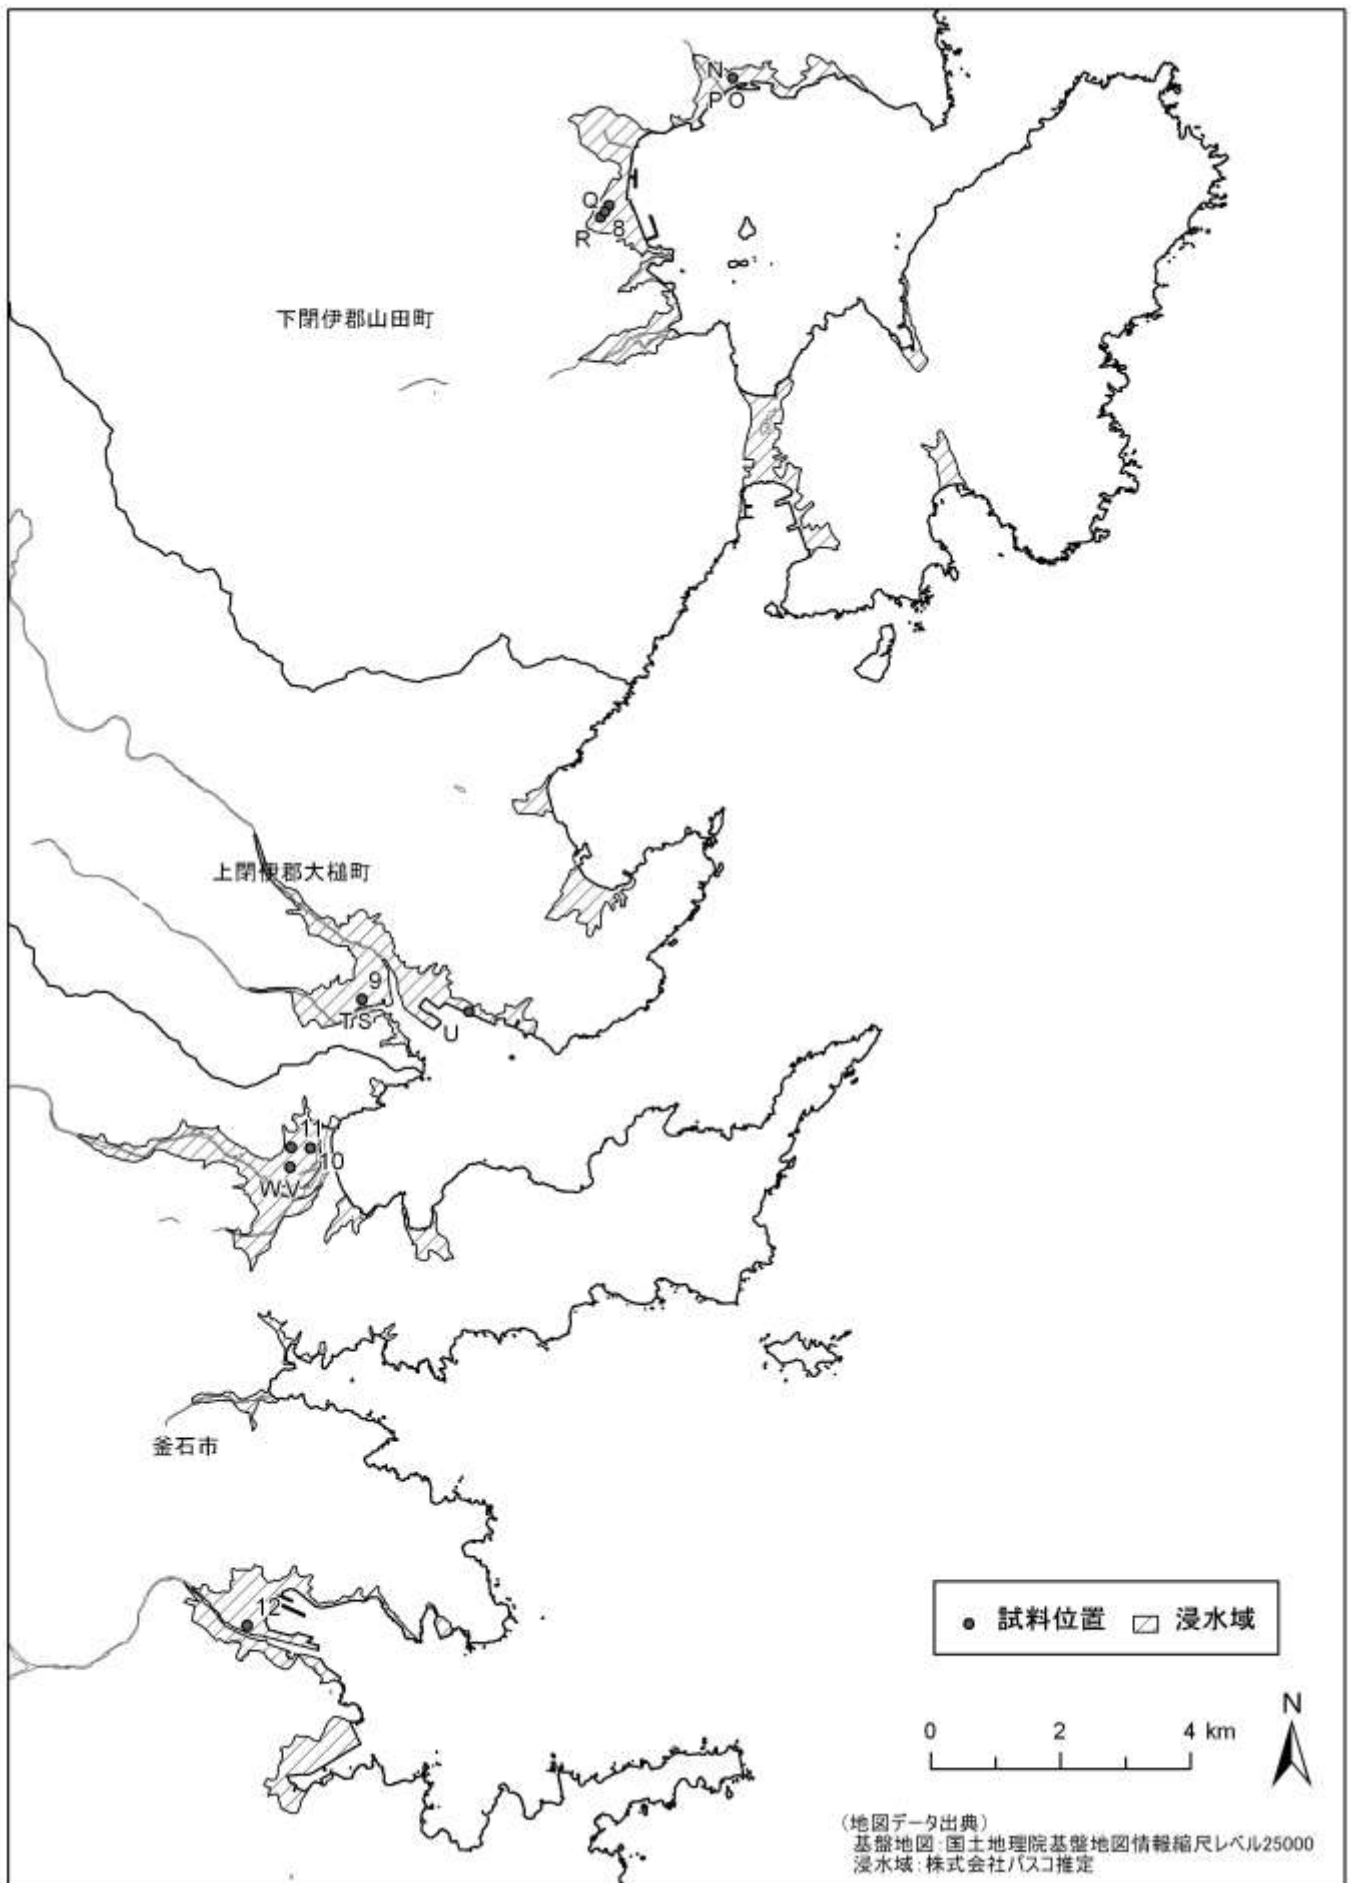 N
P O
Q
R
8
下閉伊郡山田町
上閉伊郡大槌町
9
T S
U
11
10
W V
釜石市
12
試料位置 浸水域
N
0 2 4 km
(地図データ出典)
基盤地図:国土地理院基盤地図情報縮尺レベル25000
浸水域:株式会社パスコ推定